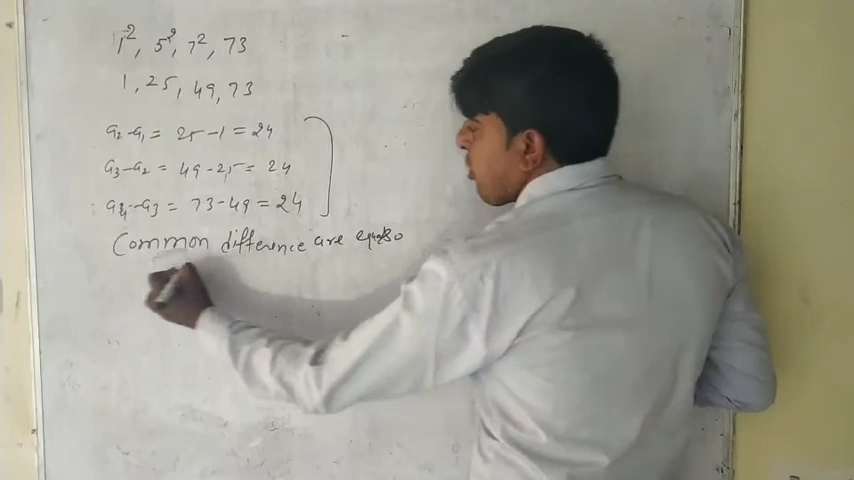 1², 5², 7², 73
1, 25, 49, 73
a₂-a₁ = 25-1 = 24
a₃-a₂ = 49-25 = 24
a₄-a₃ = 73-49 = 24
Common difference are equal so